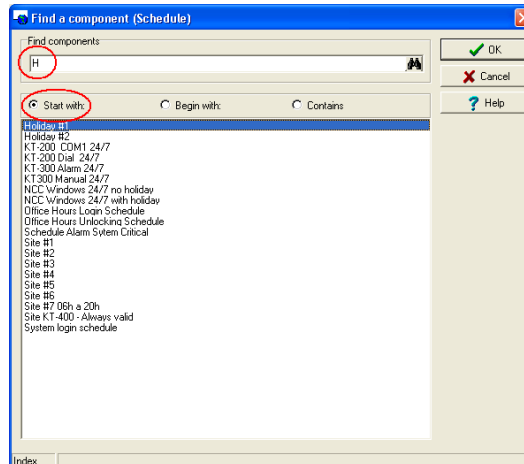 Find a component (Schedule)
Find components
H
OK
Cancel
Help
Start with:
Begin with:
Contains
Holiday #1
Holiday #2
KT-200 COM1 24/7
KT-200 Dial 24/7
KT-300 Alarm 24/7
KT300 Manual 24/7
NCC Windows 24/7 no holiday
NCC Windows 24/7 with holiday
Office Hours Login Schedule
Office Hours Unlocking Schedule
Schedule Alarm Sytem Critical
Site #1
Site #2
Site #3
Site #4
Site #5
Site #6
Site #7 06h a 20h
Site KT-400 - Always valid
System login schedule
Index